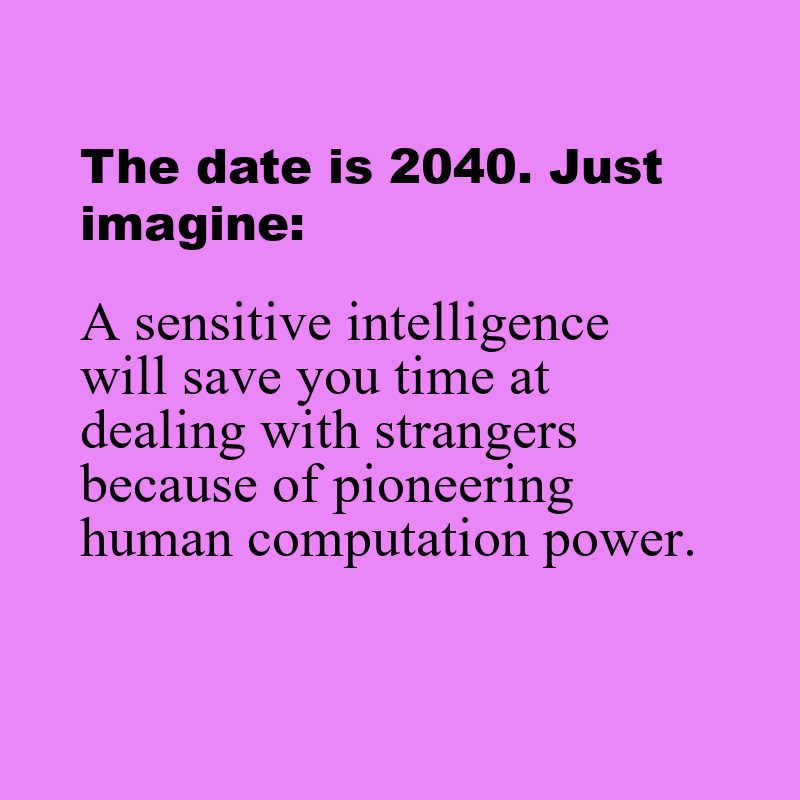 The date is 2040. Just
imagine:
A sensitive intelligence
will save you time at
dealing with strangers
because of pioneering
human computation power.